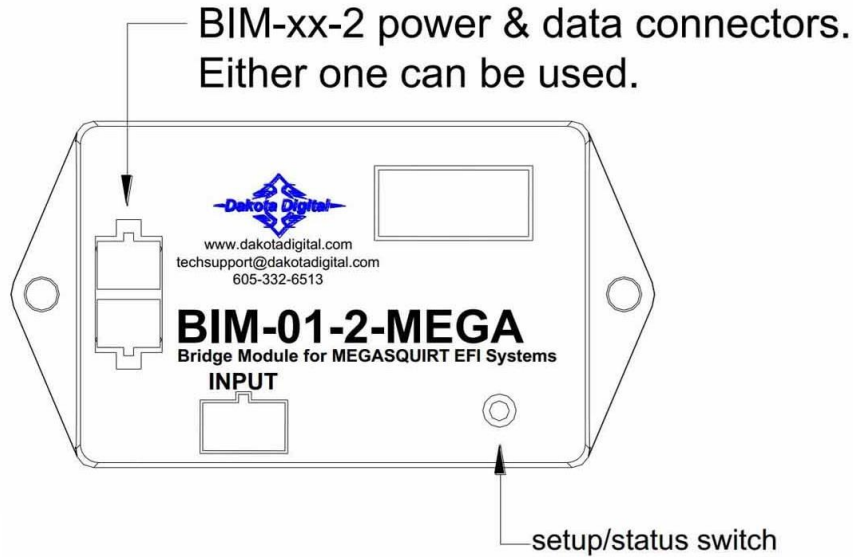 BIM-xx-2 power & data connectors.
Either one can be used.
Dakota Digital
www.dakotadigital.com
techsupport@dakotadigital.com
605-332-6513
BIM-01-2-MEGA
Bridge Module for MEGASQUIRT EFI Systems
INPUT
setup/status switch